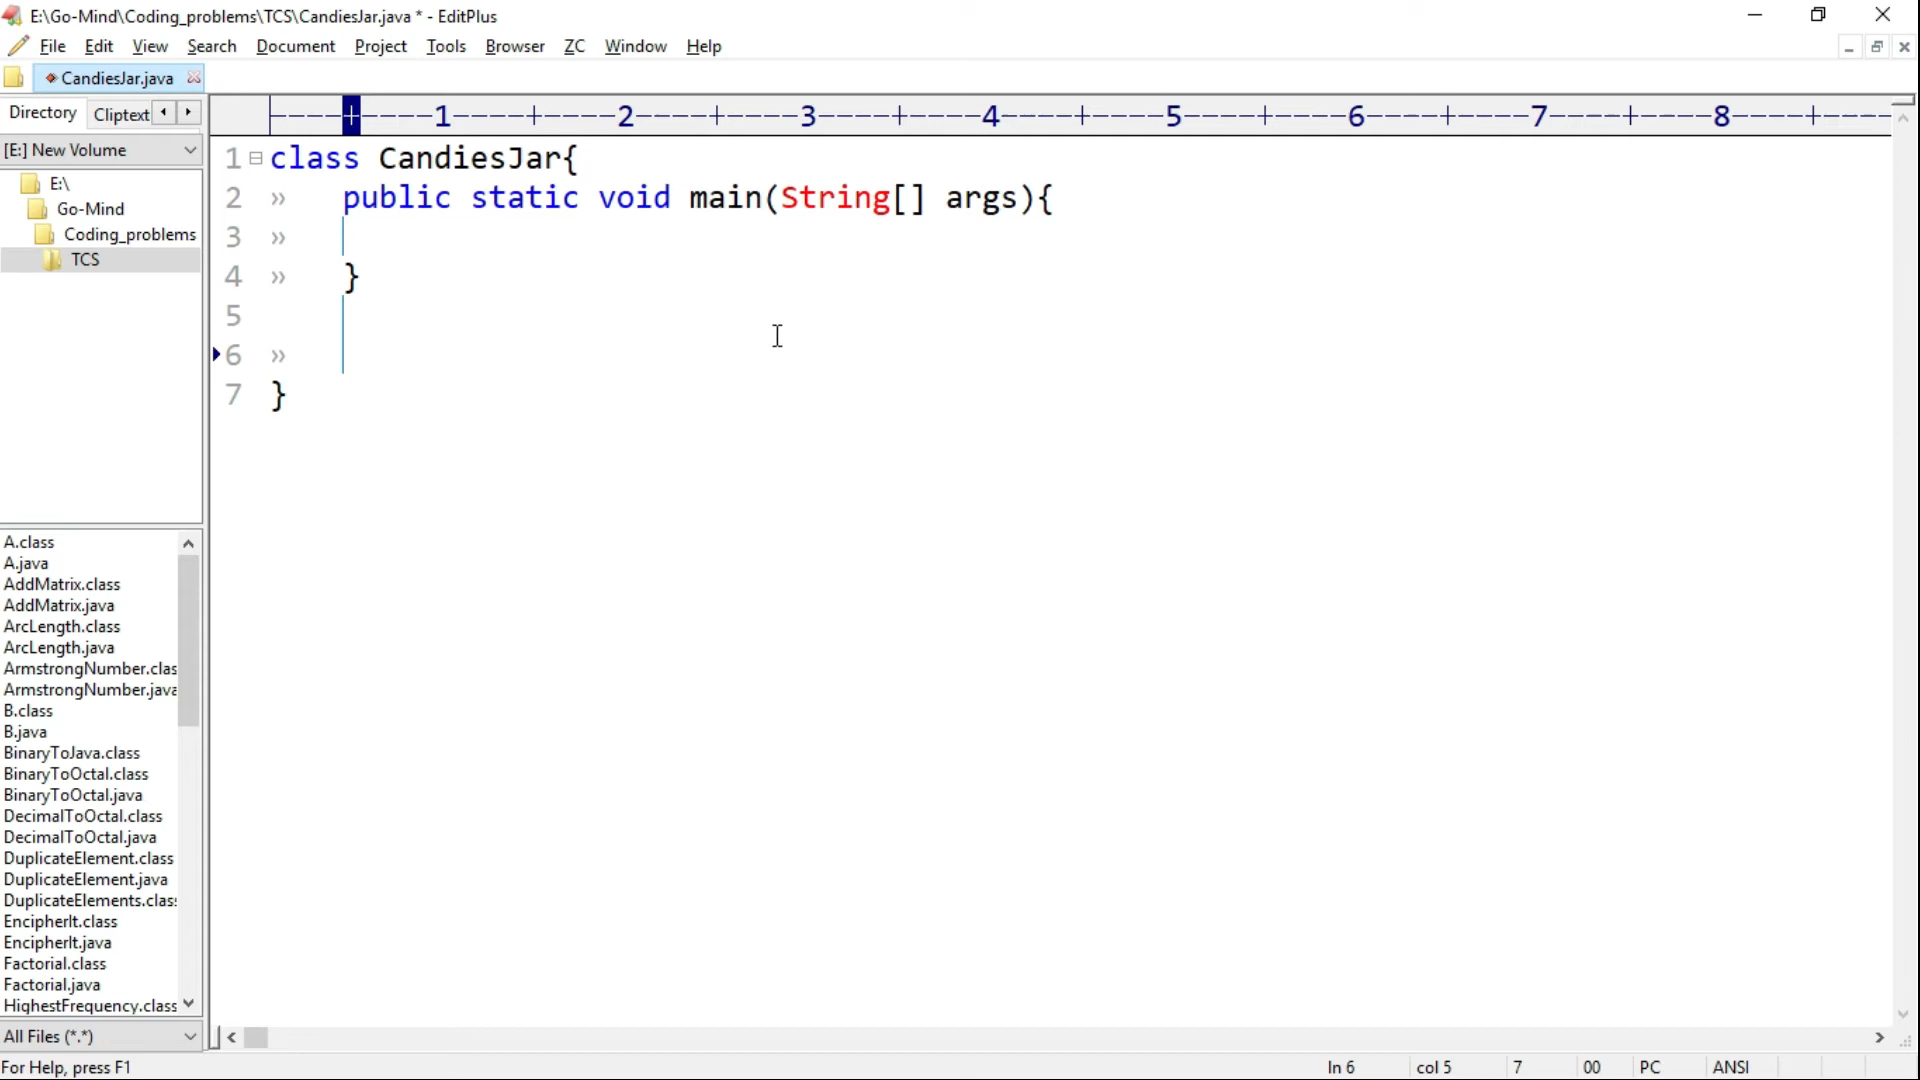 E:\Go-Mind\Coding_problems\TCS\CandiesJar.java * - EditPlus
File Edit View Search Document Project Tools Browser ZC Window Help
CandiesJar.java
Directory Cliptext
[E:] New Volume
E:\
Go-Mind
Coding_problems
TCS
----+----1----+----2----+----3----+----4----+----5----+----6----+----7----+----8----+----
1 class CandiesJar{
2 » public static void main(String[] args){
3 »
4 » }
5
6 »
7 }
A.class
A.java
AddMatrix.class
AddMatrix.java
ArcLength.class
ArcLength.java
ArmstrongNumber.clas
ArmstrongNumber.java
B.class
B.java
BinaryToJava.class
BinaryToOctal.class
BinaryToOctal.java
DecimalToOctal.class
DecimalToOctal.java
DuplicateElement.class
DuplicateElement.java
DuplicateElements.clas
EncipherIt.class
EncipherIt.java
Factorial.class
Factorial.java
HighestFrequency.class
All Files (*.*)
For Help, press F1 ln 6 col 5 7 00 PC ANSI